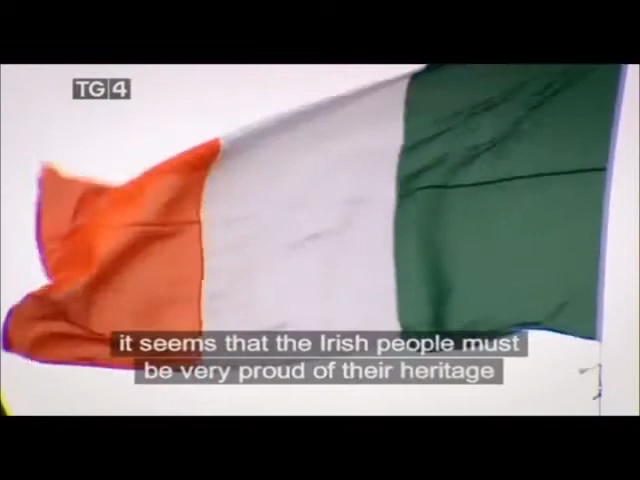 TG4
it seems that the Irish people must
be very proud of their heritage